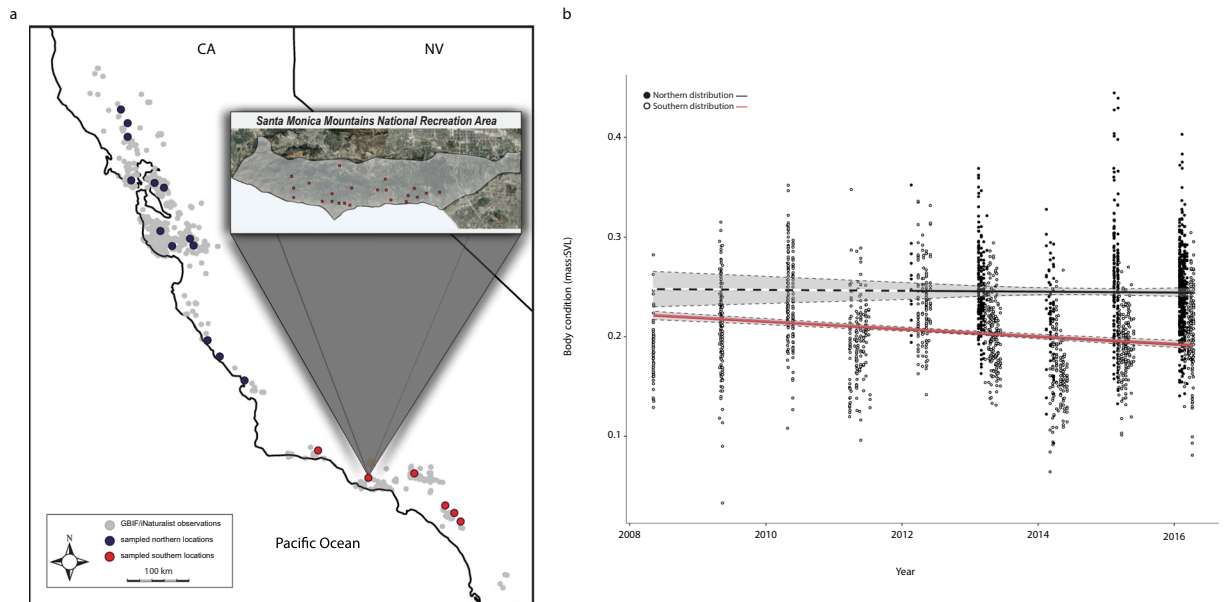 a
CA
NV
Santa Monica Mountains National Recreation Area
GBIF/iNaturalist observations
sampled northern locations
sampled southern locations
100 km
N
Pacific Ocean
b
Northern distribution
Southern distribution
0.4
0.3
0.2
0.1
Body condition (mass:SVL)
2008
2010
2012
2014
2016
Year